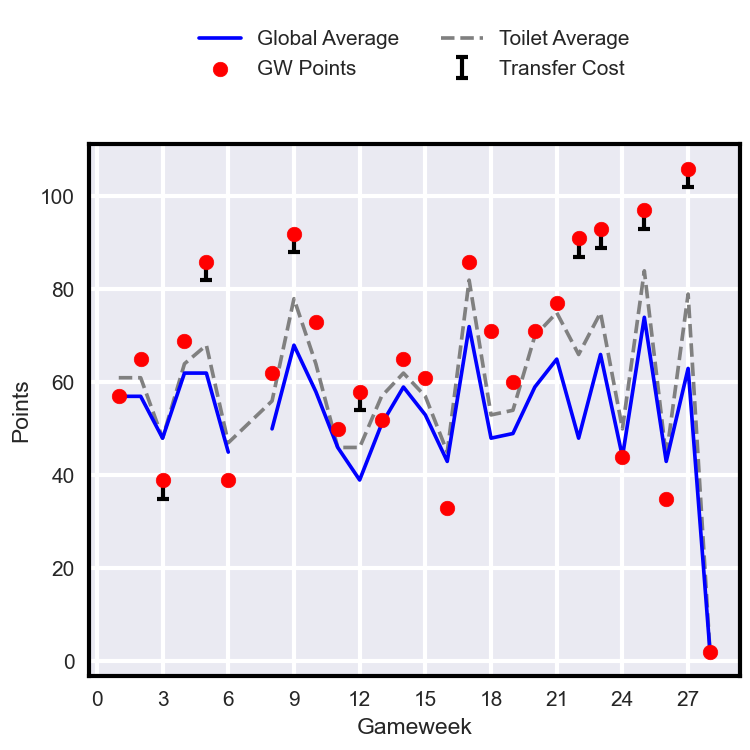 Global Average
Toilet Average
GW Points
Transfer Cost
Points
100
80
60
40
20
0
0 3 6 9 12 15 18 21 24 27
Gameweek